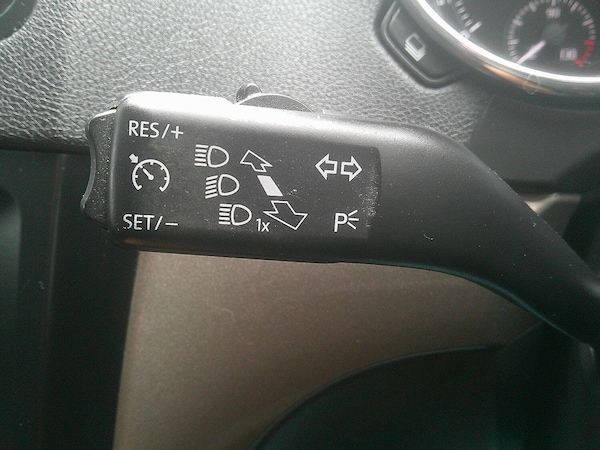 RES/+
SET/−
1x
P